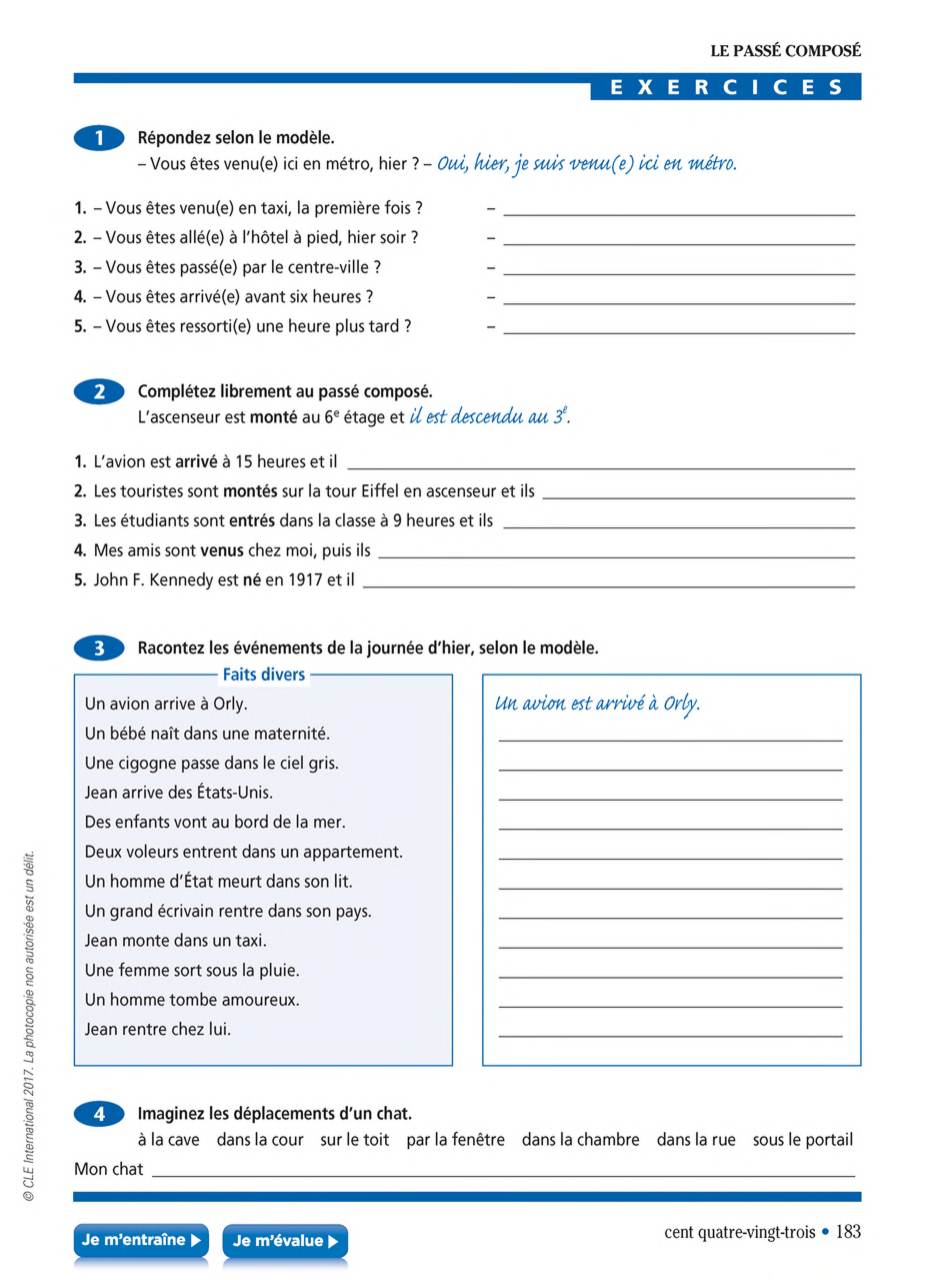 LE PASSÉ COMPOSÉ
EXERCICES
1 Répondez selon le modèle.
– Vous êtes venu(e) ici en métro, hier ? – Oui, hier, je suis venu(e) ici en métro.
1. – Vous êtes venu(e) en taxi, la première fois ? –
2. – Vous êtes allé(e) à l'hôtel à pied, hier soir ? –
3. – Vous êtes passé(e) par le centre-ville ? –
4. – Vous êtes arrivé(e) avant six heures ? –
5. – Vous êtes ressorti(e) une heure plus tard ? –
2 Complétez librement au passé composé.
L'ascenseur est monté au 6e étage et il est descendu au 3e.
1. L'avion est arrivé à 15 heures et il
2. Les touristes sont montés sur la tour Eiffel en ascenseur et ils
3. Les étudiants sont entrés dans la classe à 9 heures et ils
4. Mes amis sont venus chez moi, puis ils
5. John F. Kennedy est né en 1917 et il
3 Racontez les événements de la journée d'hier, selon le modèle.
Faits divers
Un avion arrive à Orly. Un avion est arrivé à Orly.
Un bébé naît dans une maternité.
Une cigogne passe dans le ciel gris.
Jean arrive des États-Unis.
Des enfants vont au bord de la mer.
Deux voleurs entrent dans un appartement.
Un homme d'État meurt dans son lit.
Un grand écrivain rentre dans son pays.
Jean monte dans un taxi.
Une femme sort sous la pluie.
Un homme tombe amoureux.
Jean rentre chez lui.
4 Imaginez les déplacements d'un chat.
à la cave dans la cour sur le toit par la fenêtre dans la chambre dans la rue sous le portail
Mon chat
Je m'entraîne Je m'évalue cent quatre-vingt-trois • 183
© CLE International 2017. La photocopie non autorisée est un délit.